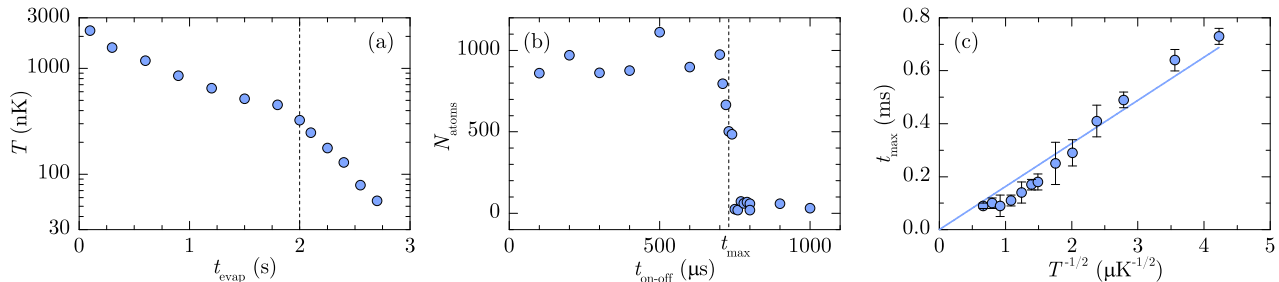 3000
1000
100
30
T (nK)
0
1
2
3
t_evap (s)
(a)
1000
500
0
N_atoms
0
500
t_max
1000
t_on-off (μs)
(b)
0.8
0.6
0.4
0.2
0.0
t_max (ms)
0
1
2
3
4
5
T^-1/2 (μK^-1/2)
(c)